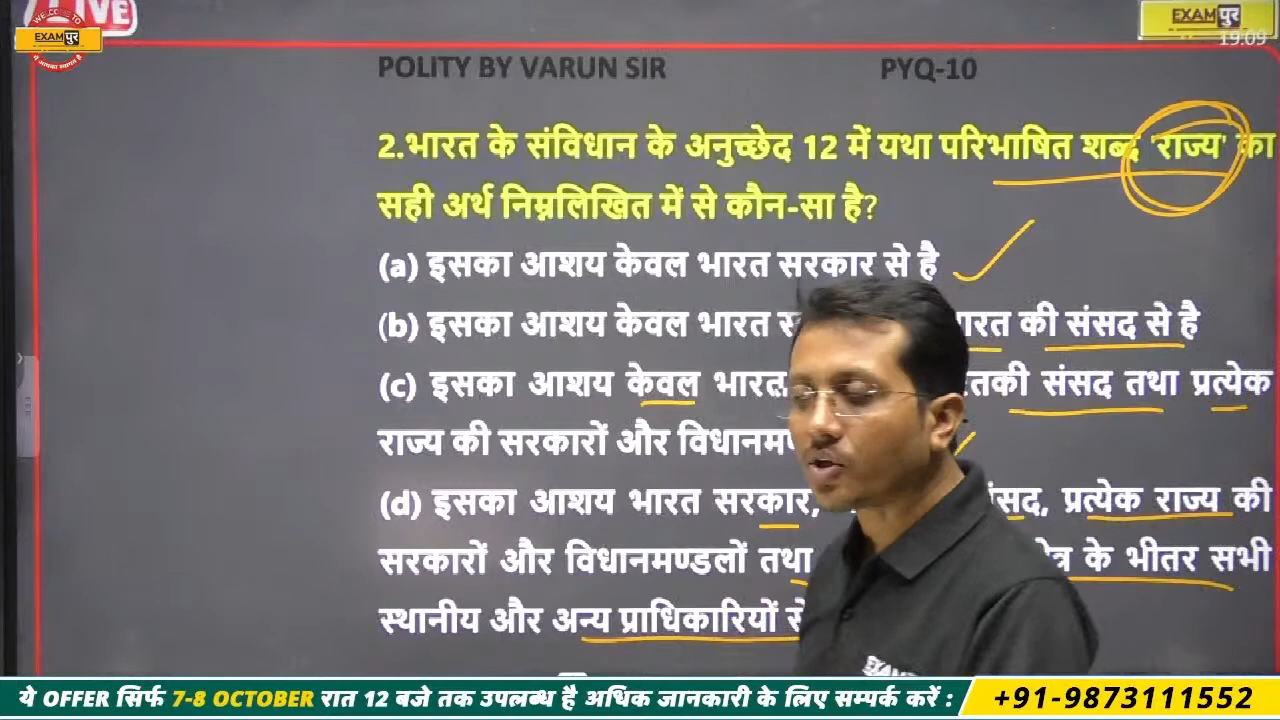 LIVE
WELCOME TO
EXAMपुर
EXAMपुर
19:09
POLITY BY VARUN SIR PYQ-10
2.भारत के संविधान के अनुच्छेद 12 में यथा परिभाषित शब्द 'राज्य' का
सही अर्थ निम्नलिखित में से कौन-सा है?
(a) इसका आशय केवल भारत सरकार से है
(b) इसका आशय केवल भारत की संसद से है
(c) इसका आशय केवल भारत की संसद तथा प्रत्येक
राज्य की सरकारों और
(d) इसका आशय भारत सरकार, प्रत्येक राज्य की
सरकारों और विधानमण्डलों तथा के भीतर सभी
स्थानीय और अन्य प्राधिकारियों
ये OFFER सिर्फ 7-8 OCTOBER रात 12 बजे तक उपलब्ध है अधिक जानकारी के लिए सम्पर्क करें : +91-9873111552